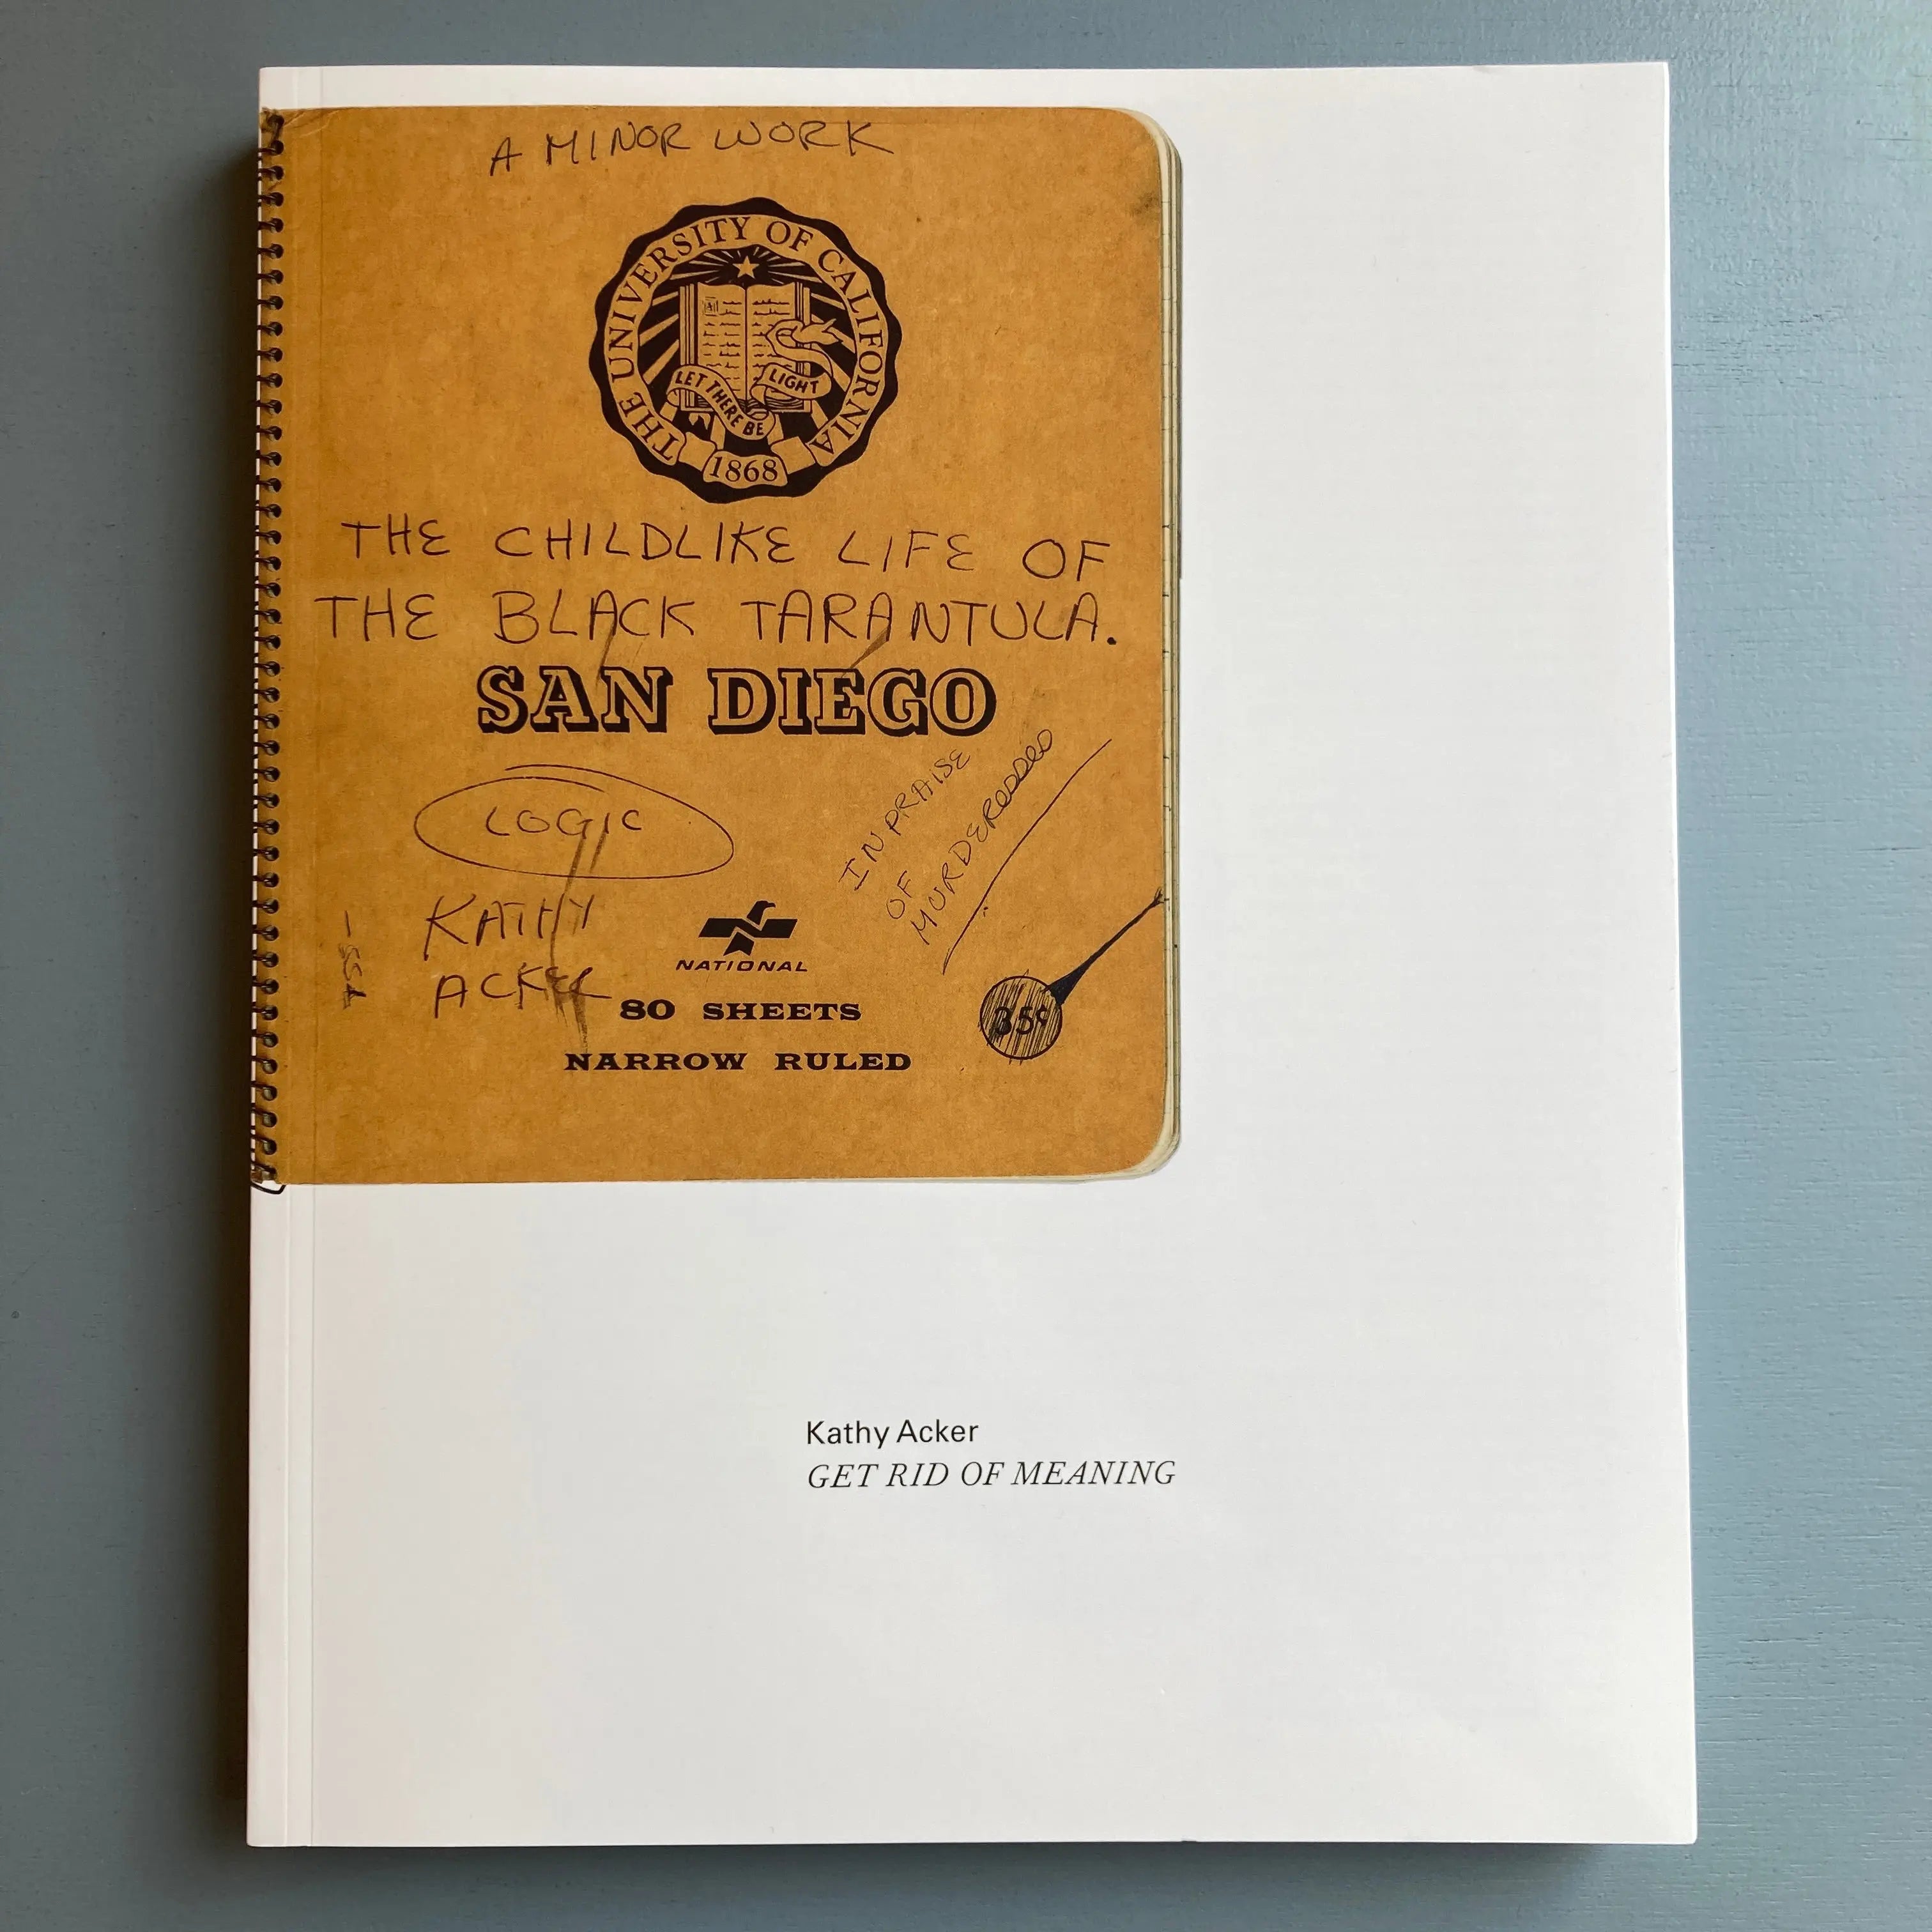 A MINOR WORK
THE UNIVERSITY OF CALIFORNIA
LET THERE BE LIGHT
1868
THE CHILDLIKE LIFE OF
THE BLACK TARANTULA.
SAN DIEGO
LOGIC
IN PRAISE
OF
KATHY
ACKER
NATIONAL
80 SHEETS
NARROW RULED
35¢
Kathy Acker
GET RID OF MEANING